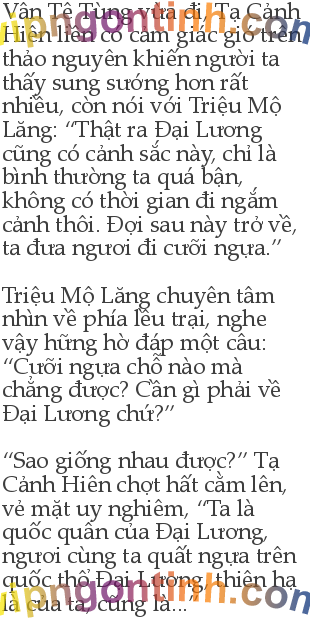 Vân Tê Tùng vừa đi, Tạ Cảnh
Hiên liền có cảm giác gió trên
thảo nguyên khiến người ta
thấy sung sướng hơn rất
nhiều, còn nói với Triệu Mộ
Lăng: “Thật ra Đại Lương
cũng có cảnh sắc này, chỉ là
bình thường ta quá bận,
không có thời gian đi ngắm
cảnh thôi. Đợi sau này trở về,
ta đưa ngươi đi cưỡi ngựa.”
Triệu Mộ Lăng chuyên tâm
nhìn về phía lều trại, nghe
vậy hững hờ đáp một câu:
“Cưỡi ngựa chỗ nào mà
chẳng được? Cần gì phải về
Đại Lương chứ?”
“Sao giống nhau được?” Tạ
Cảnh Hiên chợt hất cằm lên,
vẻ mặt uy nghiêm, “Ta là
quốc quân của Đại Lương,
ngươi cùng ta quất ngựa trên
quốc thổ Đại Lương, thiên hạ
là của ta, cũng là...”